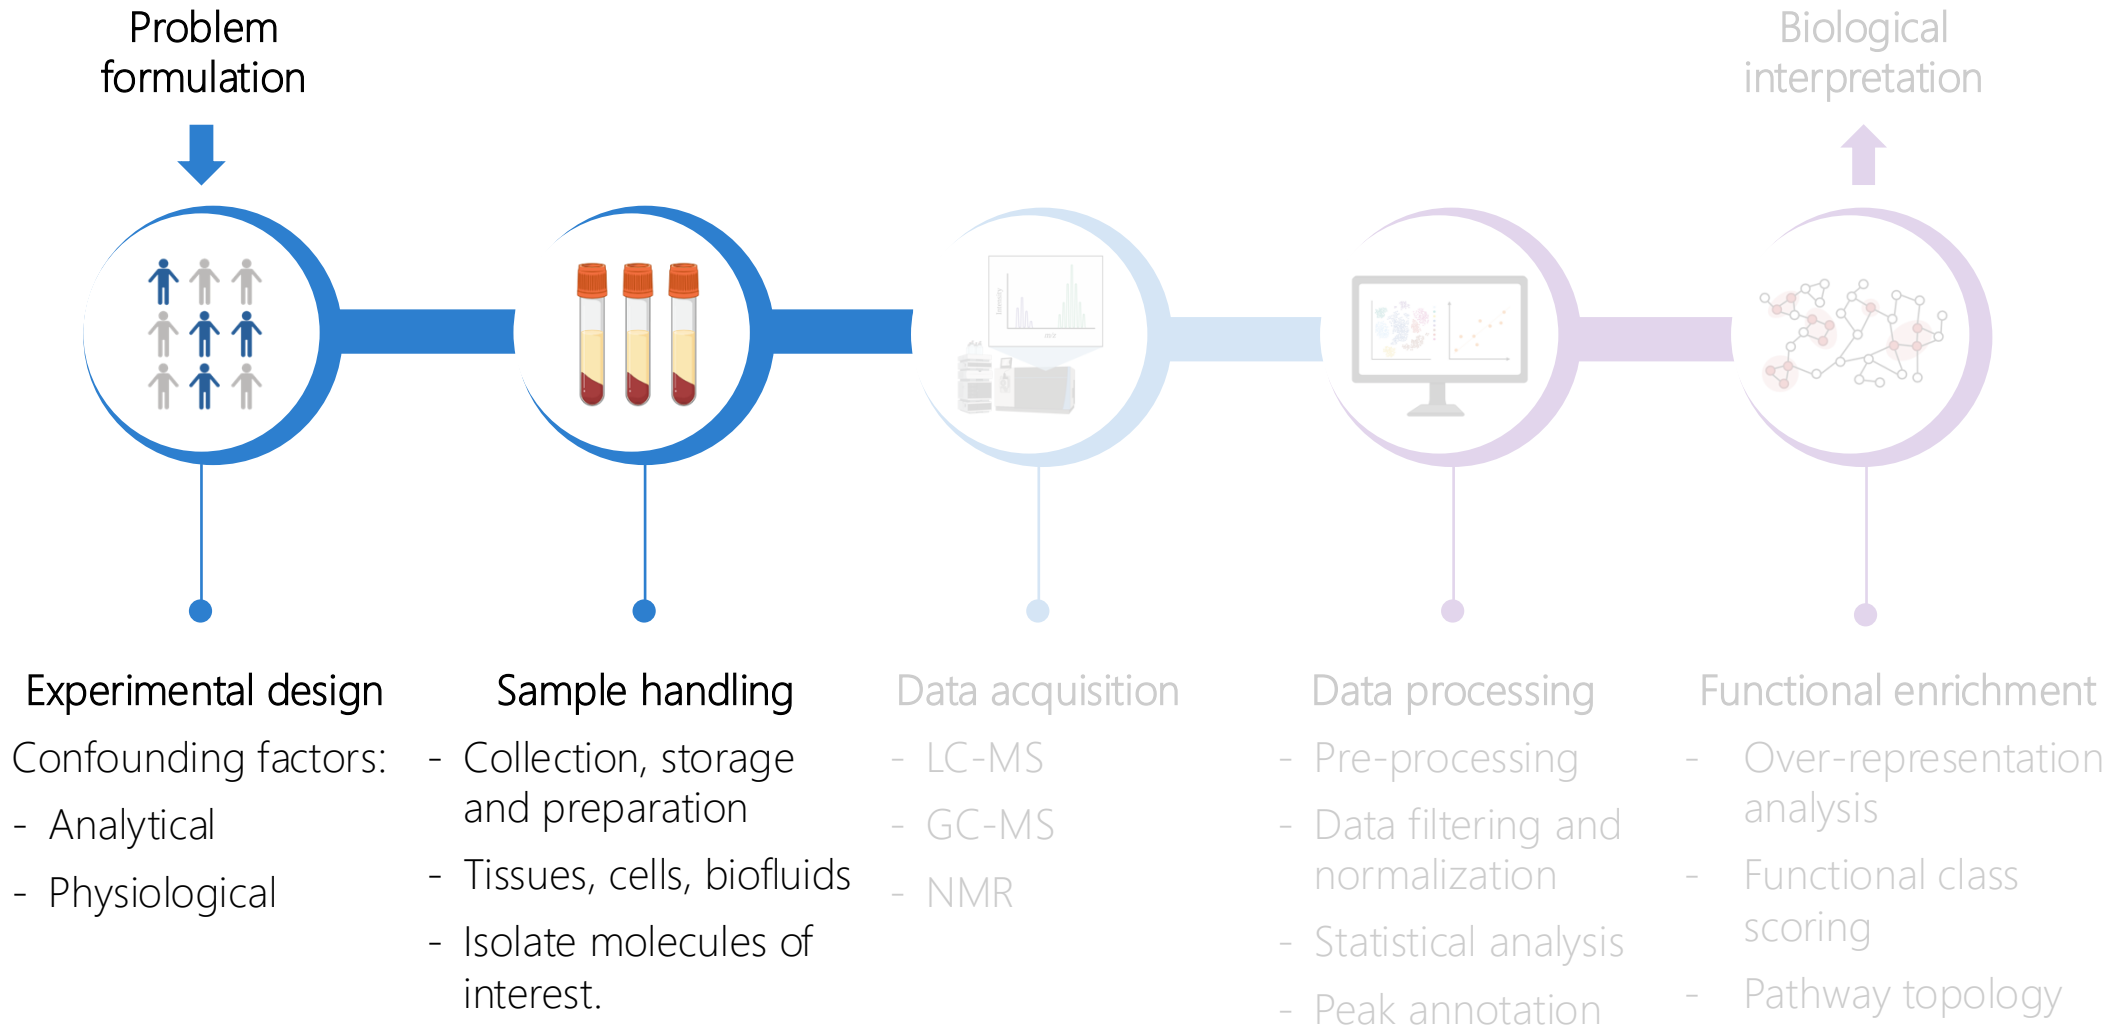 Problem
formulation
Biological
interpretation
Intensity
m/z
Experimental design
Confounding factors:
- Analytical
- Physiological
Sample handling
- Collection, storage
and preparation
- Tissues, cells, biofluids
- Isolate molecules of
interest.
Data acquisition
- LC-MS
- GC-MS
- NMR
Data processing
- Pre-processing
- Data filtering and
normalization
- Statistical analysis
- Peak annotation
Functional enrichment
- Over-representation
analysis
- Functional class
scoring
- Pathway topology